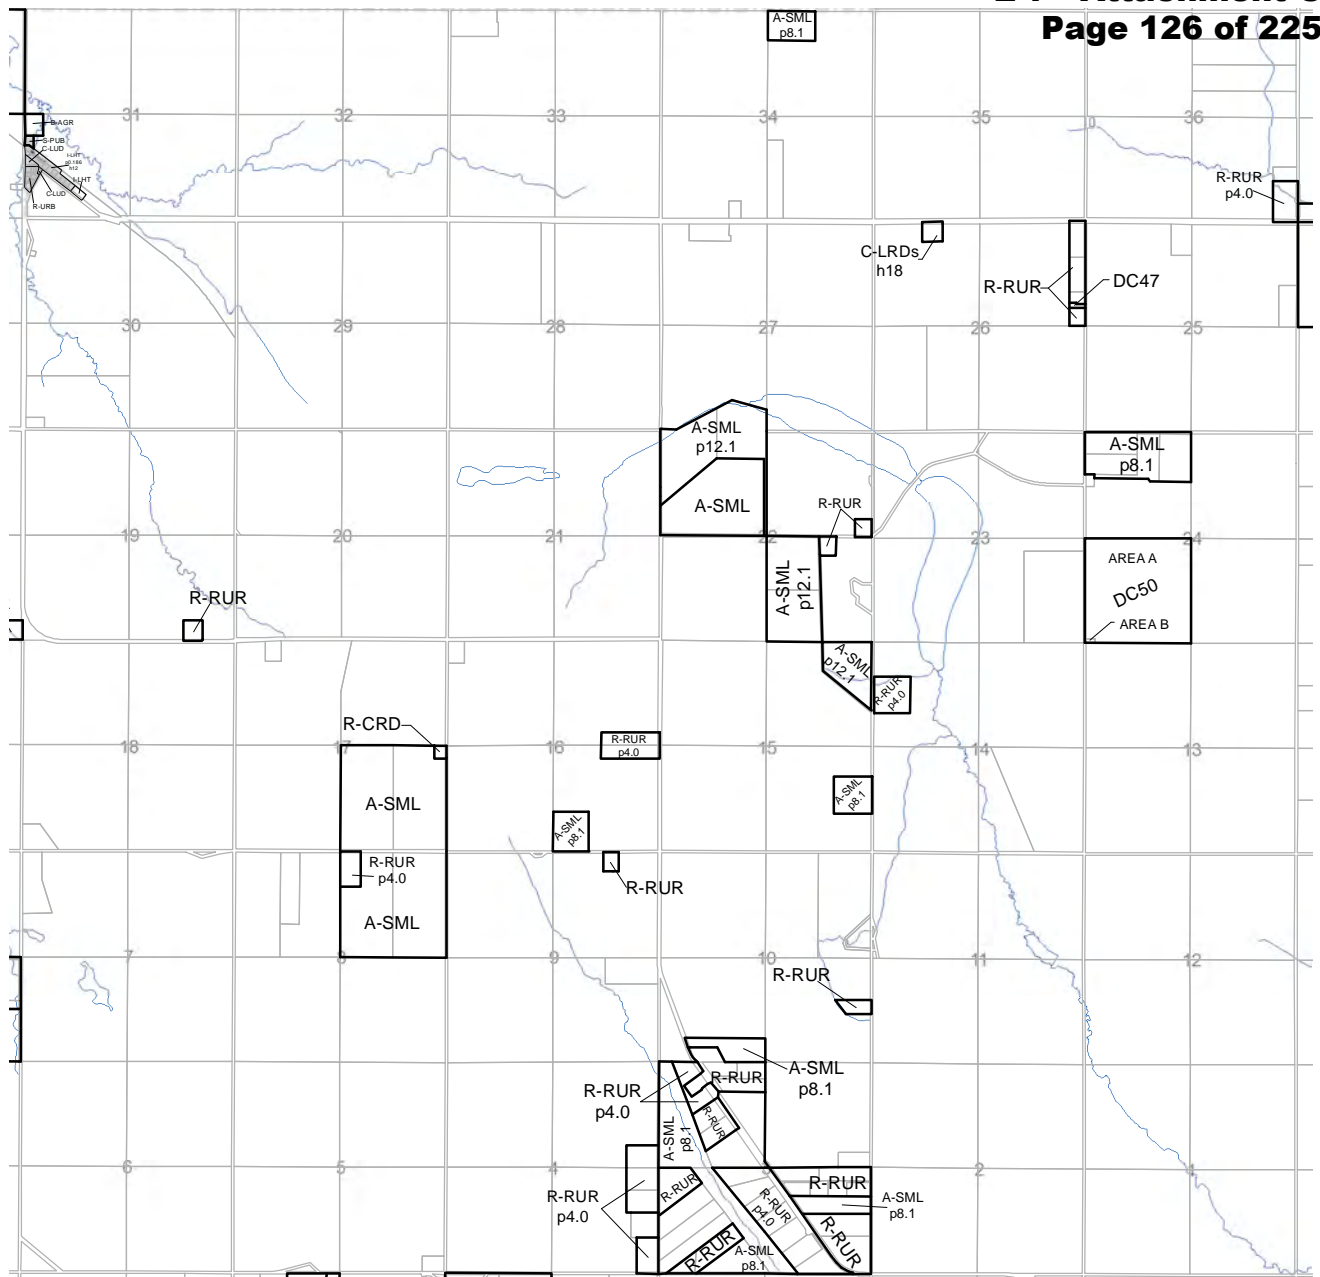 Page 126 of 225
A-SML
p8.1
31
32
33
34
35
36
B-AGR
S-PUB
C-LUD
I-LHT
p0.186
h12
I-LHT
C-LUD
R-URB
R-RUR
p4.0
C-LRDs
h18
R-RUR
DC47
30
29
28
27
26
25
A-SML
p12.1
A-SML
p8.1
A-SML
R-RUR
19
20
21
22
23
24
A-SML
p12.1
AREA A
DC50
AREA B
R-RUR
A-SML
p12.1
R-RUR
p4.0
R-CRD
R-RUR
p4.0
18
17
16
15
14
13
A-SML
A-SML
p8.1
A-SML
p8.1
R-RUR
p4.0
R-RUR
A-SML
7
8
9
10
11
12
R-RUR
A-SML
p8.1
R-RUR
R-RUR
p4.0
R-RUR
A-SML
p8.1
6
5
4
2
1
R-RUR
R-RUR
A-SML
p8.1
R-RUR
p4.0
R-RUR
p4.0
R-RUR
R-RUR
A-SML
p8.1